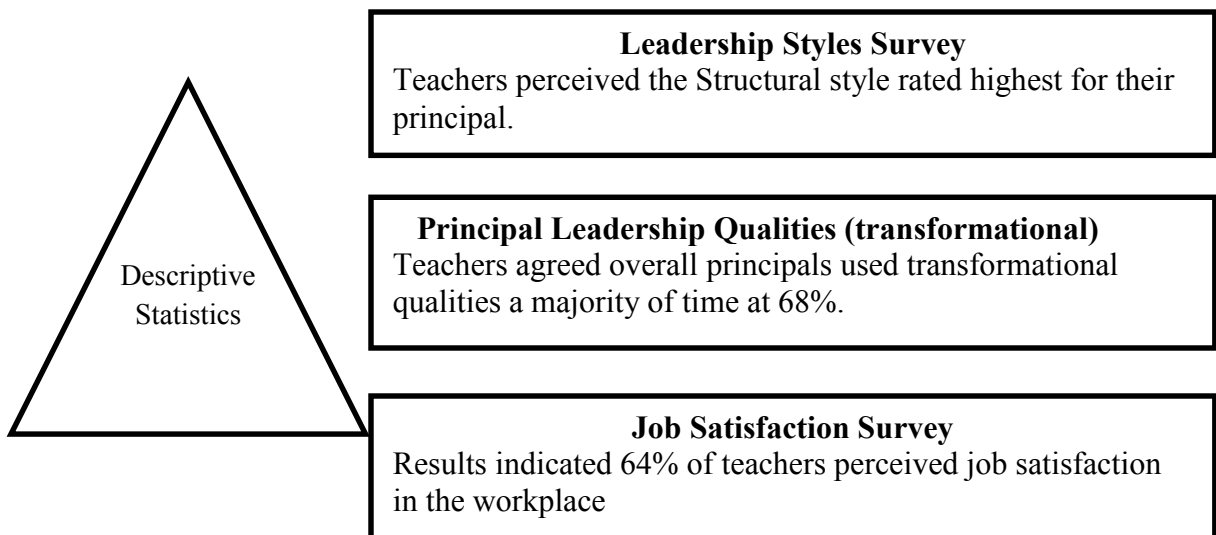 Leadership Styles Survey
Teachers perceived the Structural style rated highest for their
principal.
Principal Leadership Qualities (transformational)
Teachers agreed overall principals used transformational
qualities a majority of time at 68%.
Descriptive
Statistics
Job Satisfaction Survey
Results indicated 64% of teachers perceived job satisfaction
in the workplace